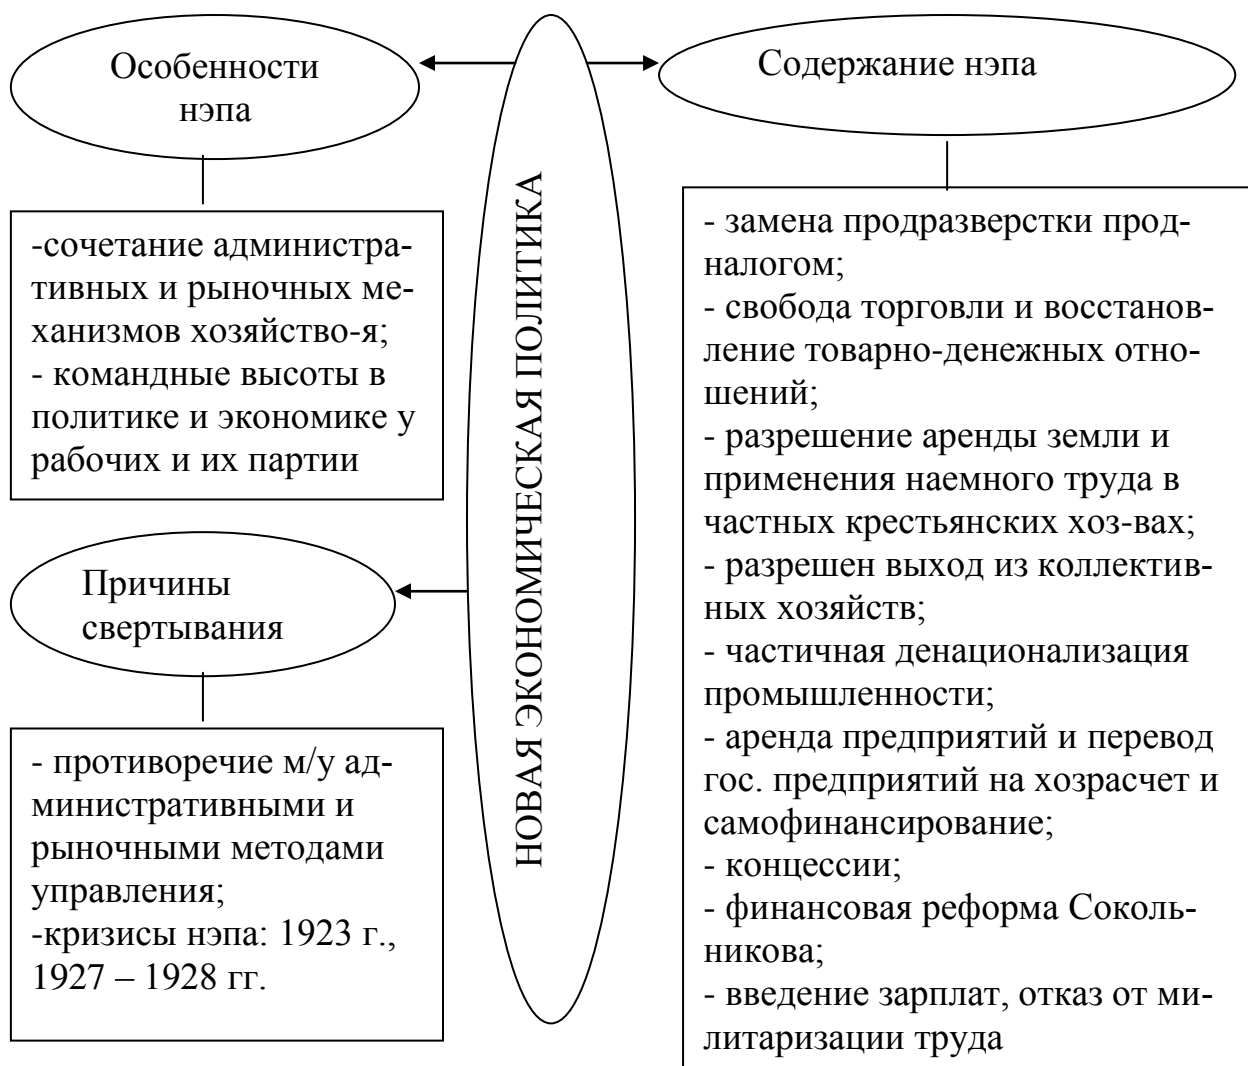 Особенности
нэпа
-сочетание администра-
тивных и рыночных ме-
ханизмов хозяйство-я;
- командные высоты в
политике и экономике у
рабочих и их партии
Причины
свертывания
- противоречие м/у ад-
министративными и
рыночными методами
управления;
-кризисы нэпа: 1923 г.,
1927 – 1928 гг.
НОВАЯ ЭКОНОМИЧЕСКАЯ ПОЛИТИКА
Содержание нэпа
- замена продразверстки прод-
налогом;
- свобода торговли и восстанов-
ление товарно-денежных отно-
шений;
- разрешение аренды земли и
применения наемного труда в
частных крестьянских хоз-вах;
- разрешен выход из коллектив-
ных хозяйств;
- частичная денационализация
промышленности;
- аренда предприятий и перевод
гос. предприятий на хозрасчет и
самофинансирование;
- концессии;
- финансовая реформа Соколь-
никова;
- введение зарплат, отказ от ми-
литаризации труда